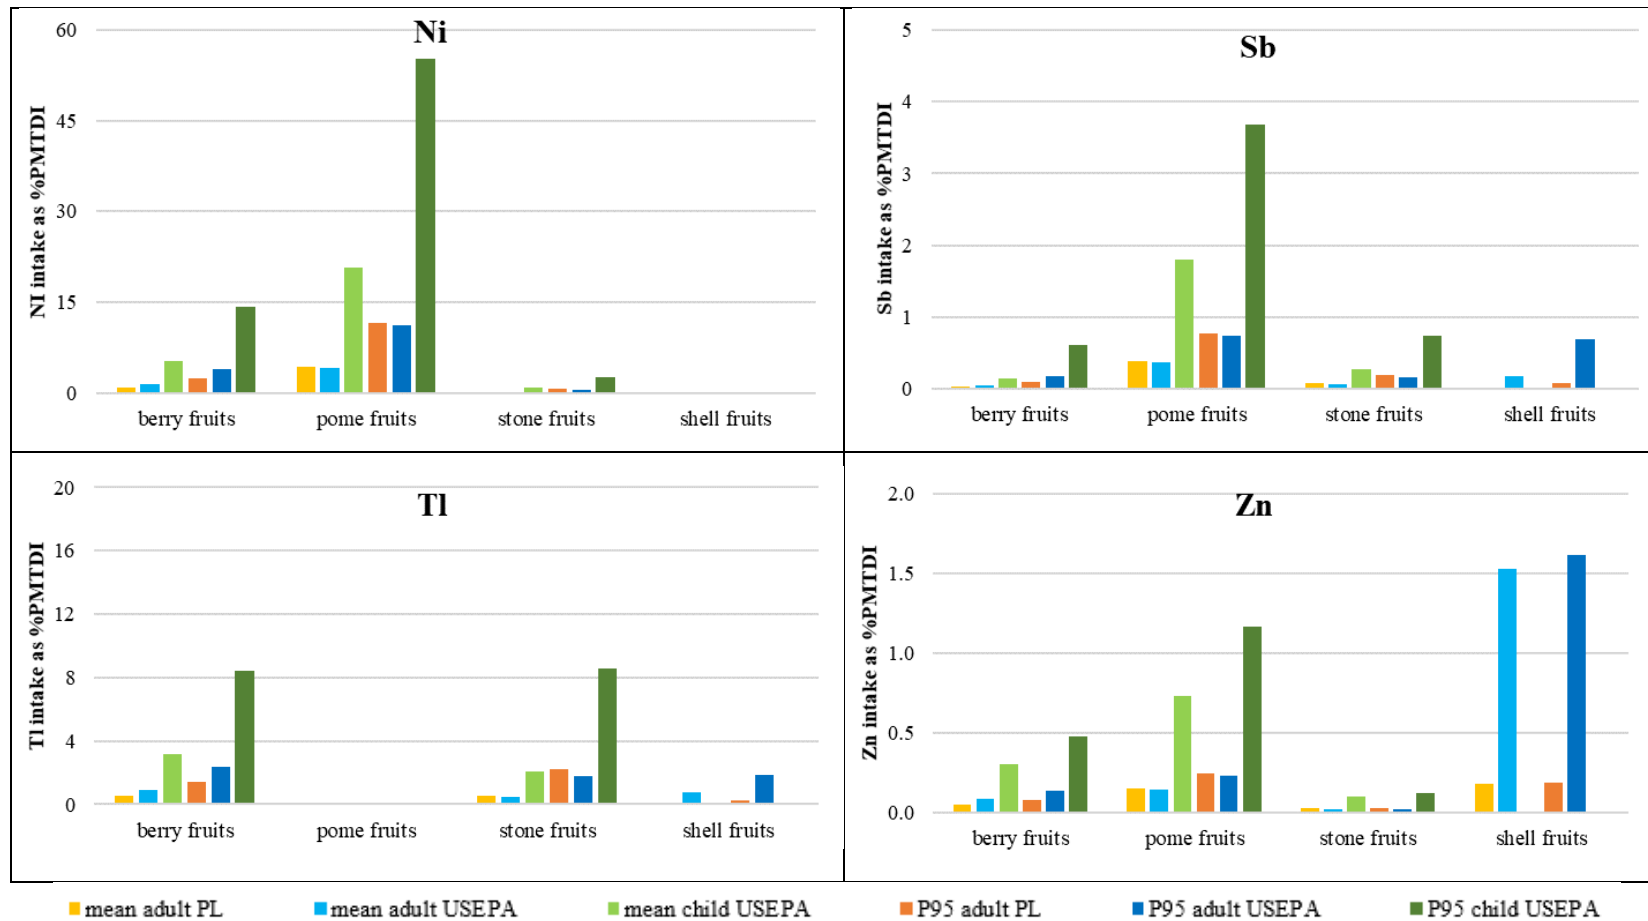 Ni
NI intake as %PMTDI
60
45
30
15
0
berry fruits pome fruits stone fruits shell fruits
Sb
Sb intake as %PMTDI
5
4
3
2
1
0
berry fruits pome fruits stone fruits shell fruits
Tl
Tl intake as %PMTDI
20
16
12
8
4
0
berry fruits pome fruits stone fruits shell fruits
Zn
Zn intake as %PMTDI
2.0
1.5
1.0
0.5
0.0
berry fruits pome fruits stone fruits shell fruits
mean adult PL mean adult USEPA mean child USEPA P95 adult PL P95 adult USEPA P95 child USEPA